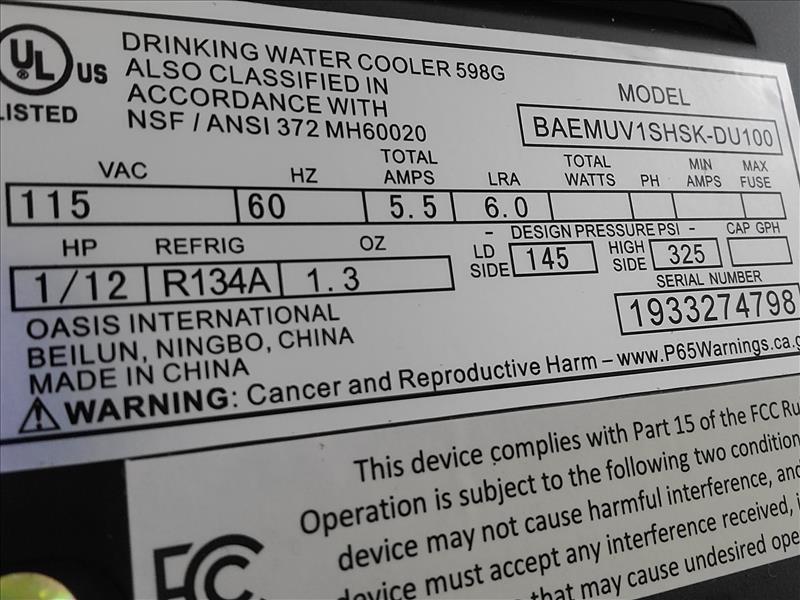 UL
®
US
LISTED
DRINKING WATER COOLER 598G
ALSO CLASSIFIED IN
ACCORDANCE WITH
NSF / ANSI 372 MH60020
MODEL
BAEMUV1SHSK-DU100
VAC HZ TOTAL AMPS LRA TOTAL WATTS PH MIN AMPS MAX FUSE
115 60 5.5 6.0
HP REFRIG OZ - DESIGN PRESSURE PSI - CAP GPH
1/12 R134A 1.3 LD SIDE 145 HIGH SIDE 325
SERIAL NUMBER
1933274798
OASIS INTERNATIONAL
BEILUN, NINGBO, CHINA
MADE IN CHINA
WARNING: Cancer and Reproductive Harm – www.P65Warnings.ca.g
FC
This device complies with Part 15 of the FCC Ru
Operation is subject to the following two condition
device may not cause harmful interference, and
device must accept any interference received, i
that may cause undesired ope